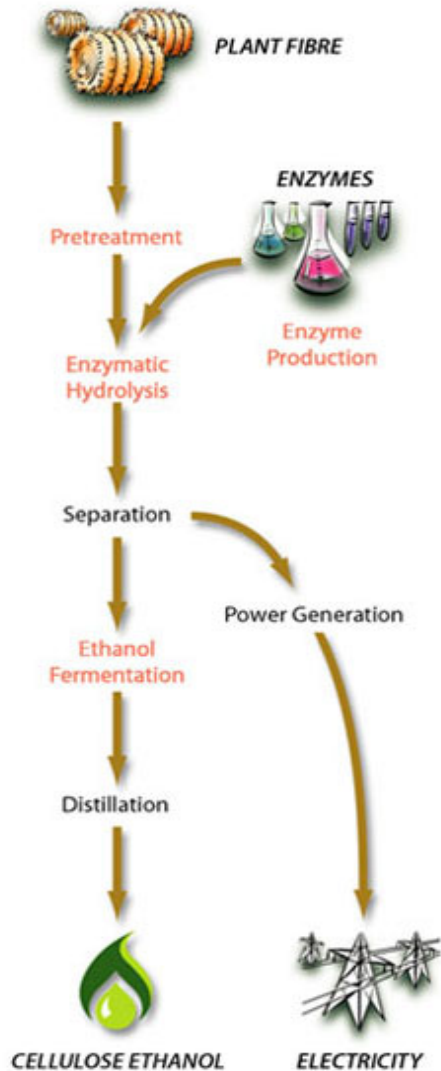 PLANT FIBRE
ENZYMES
Pretreatment
Enzyme
Production
Enzymatic
Hydrolysis
Separation
Power Generation
Ethanol
Fermentation
Distillation
CELLULOSE ETHANOL
ELECTRICITY